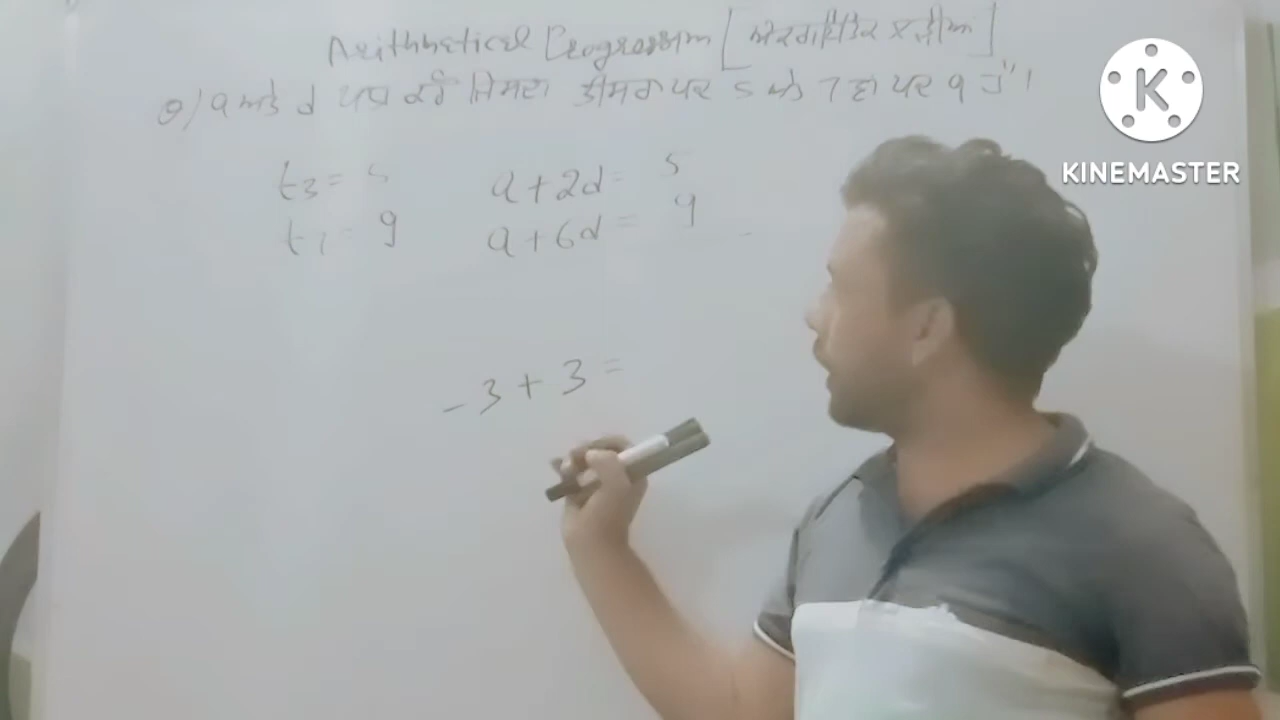 Arithmetical Progression [ਅੰਕਗਣਿਤਿਕ ਲੜੀਆਂ]
Q) a ਅਤੇ d ਪਤਾ ਕਰੋ ਜਿਸਦਾ ਤੀਸਰਾ ਪਦ 5 ਅਤੇ 7ਵਾਂ ਪਦ 9 ਹੈ।
t3 = 5 a + 2d = 5
t7 = 9 a + 6d = 9
- 3 + 3 =
K
KINEMASTER